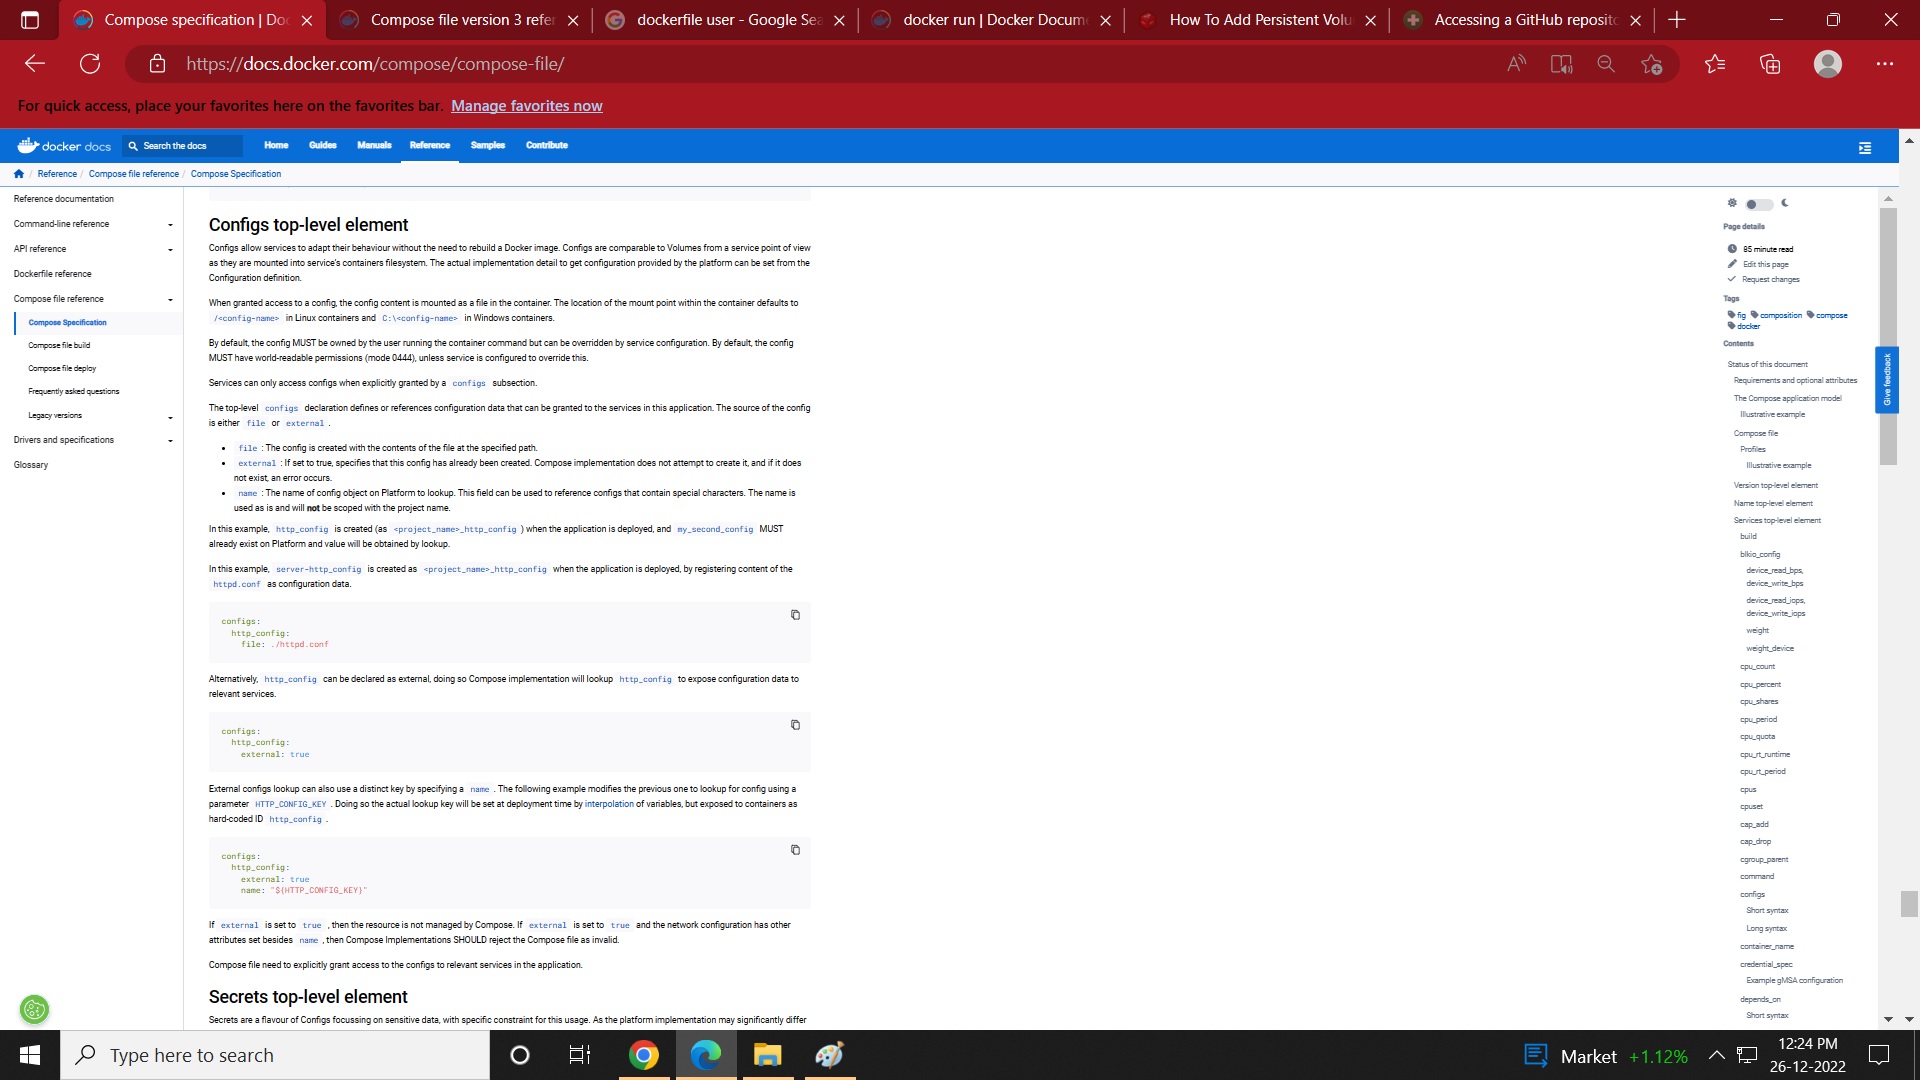 Compose specification | Do
Compose file version 3 refe
dockerfile user - Google Se
docker run | Docker Docum
How To Add Persistent Volu
Accessing a GitHub reposito
https://docs.docker.com/compose/compose-file/
For quick access, place your favorites here on the favorites bar. Manage favorites now
docker docs
Search the docs
Home
Guides
Manuals
Reference
Samples
Contribute
Reference / Compose file reference / Compose Specification
Reference documentation
Command-line reference
API reference
Dockerfile reference
Compose file reference
Compose Specification
Compose file build
Compose file deploy
Frequently asked questions
Legacy versions
Drivers and specifications
Glossary
Configs top-level element
Configs allow services to adapt their behaviour without the need to rebuild a Docker image. Configs are comparable to Volumes from a service point of view
as they are mounted into service's containers filesystem. The actual implementation detail to get configuration provided by the platform can be set from the
Configuration definition.
When granted access to a config, the config content is mounted as a file in the container. The location of the mount point within the container defaults to
/<config-name> in Linux containers and C:\<config-name> in Windows containers.
By default, the config MUST be owned by the user running the container command but can be overridden by service configuration. By default, the config
MUST have world-readable permissions (mode 0444), unless service is configured to override this.
Services can only access configs when explicitly granted by a configs subsection.
The top-level configs declaration defines or references configuration data that can be granted to the services in this application. The source of the config
is either file or external .
• file : The config is created with the contents of the file at the specified path.
• external : If set to true, specifies that this config has already been created. Compose implementation does not attempt to create it, and if it does
not exist, an error occurs.
• name : The name of config object on Platform to lookup. This field can be used to reference configs that contain special characters. The name is
used as is and will not be scoped with the project name.
In this example, http_config is created (as <project_name>_http_config ) when the application is deployed, and my_second_config MUST
already exist on Platform and value will be obtained by lookup.
In this example, server-http_config is created as <project_name>_http_config when the application is deployed, by registering content of the
httpd.conf as configuration data.
configs:
http_config:
file: ./httpd.conf
Alternatively, http_config can be declared as external, doing so Compose implementation will lookup http_config to expose configuration data to
relevant services.
configs:
http_config:
external: true
External configs lookup can also use a distinct key by specifying a name . The following example modifies the previous one to lookup for config using a
parameter HTTP_CONFIG_KEY . Doing so the actual lookup key will be set at deployment time by interpolation of variables, but exposed to containers as
hard-coded ID http_config .
configs:
http_config:
external: true
name: "${HTTP_CONFIG_KEY}"
If external is set to true , then the resource is not managed by Compose. If external is set to true and the network configuration has other
attributes set besides name , then Compose Implementations SHOULD reject the Compose file as invalid.
Compose file need to explicitly grant access to the configs to relevant services in the application.
Secrets top-level element
Secrets are a flavour of Configs focussing on sensitive data, with specific constraint for this usage. As the platform implementation may significantly differ
Page details
85 minute read
Edit this page
Request changes
Tags
fig composition compose
docker
Contents
Status of this document
Requirements and optional attributes
The Compose application model
Illustrative example
Compose file
Profiles
Illustrative example
Version top-level element
Name top-level element
Services top-level element
build
blkio_config
device_read_bps,
device_write_bps
device_read_iops,
device_write_iops
weight
weight_device
cpu_count
cpu_percent
cpu_shares
cpu_period
cpu_quota
cpu_rt_runtime
cpu_rt_period
cpus
cpuset
cap_add
cap_drop
cgroup_parent
command
configs
Short syntax
Long syntax
container_name
credential_spec
Example gMSA configuration
depends_on
Short syntax
Give feedback
Type here to search
Market +1.12%
12:24 PM
26-12-2022